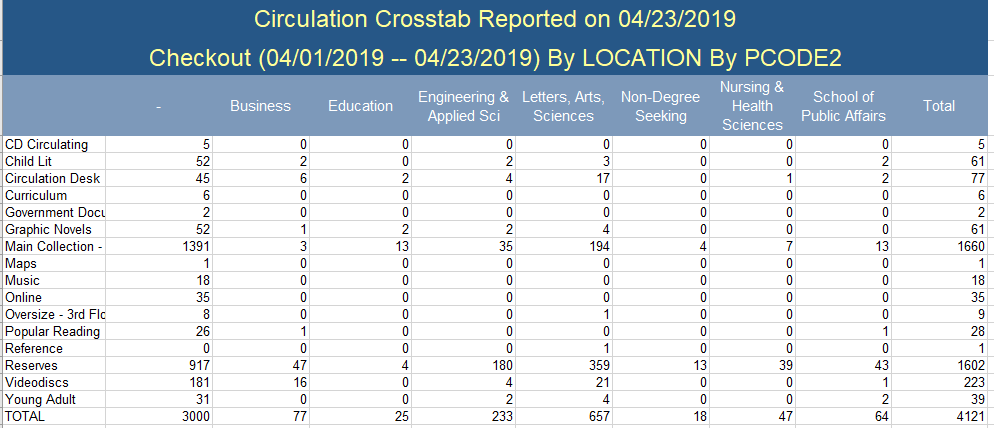 Circulation Crosstab Reported on 04/23/2019
Checkout (04/01/2019 -- 04/23/2019) By LOCATION By PCODE2
- Business Education Engineering & Applied Sci Letters, Arts, Sciences Non-Degree Seeking Nursing & Health Sciences School of Public Affairs Total
CD Circulating 5 0 0 0 0 0 0 0 5
Child Lit 52 2 0 2 3 0 0 2 61
Circulation Desk 45 6 2 4 17 0 1 2 77
Curriculum 6 0 0 0 0 0 0 0 6
Government Docu 2 0 0 0 0 0 0 0 2
Graphic Novels 52 1 2 2 4 0 0 0 61
Main Collection - 1391 3 13 35 194 4 7 13 1660
Maps 1 0 0 0 0 0 0 0 1
Music 18 0 0 0 0 0 0 0 18
Online 35 0 0 0 0 0 0 0 35
Oversize - 3rd Flo 8 0 0 0 1 0 0 0 9
Popular Reading 26 1 0 0 0 0 0 1 28
Reference 0 0 0 0 1 0 0 0 1
Reserves 917 47 4 180 359 13 39 43 1602
Videodiscs 181 16 0 4 21 0 0 1 223
Young Adult 31 0 0 2 4 0 0 2 39
TOTAL 3000 77 25 233 657 18 47 64 4121